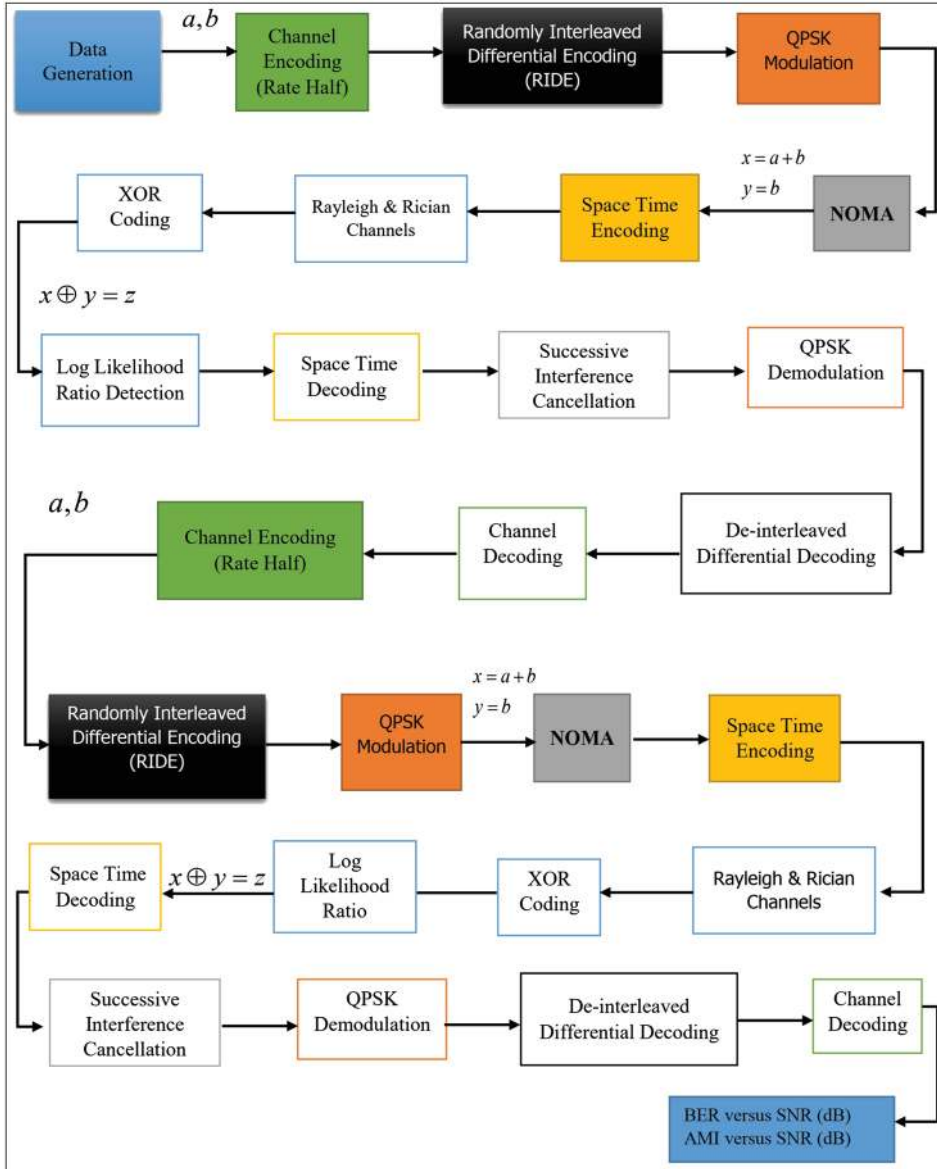 a,b
Data
Generation
Channel
Encoding
(Rate Half)
Randomly Interleaved
Differential Encoding
(RIDE)
QPSK
Modulation
XOR
Coding
Rayleigh & Rician
Channels
Space Time
Encoding
x = a + b
y = b
NOMA
x ⊕ y = z
Log Likelihood
Ratio Detection
Space Time
Decoding
Successive
Interference
Cancellation
QPSK
Demodulation
a,b
Channel Encoding
(Rate Half)
Channel
Decoding
De-interleaved
Differential Decoding
Randomly Interleaved
Differential Encoding
(RIDE)
QPSK
Modulation
x = a + b
y = b
NOMA
Space Time
Encoding
Space Time
Decoding
x ⊕ y = z
Log
Likelihood
Ratio
XOR
Coding
Rayleigh & Rician
Channels
Successive
Interference
Cancellation
QPSK
Demodulation
De-interleaved
Differential Decoding
Channel
Decoding
BER versus SNR (dB)
AMI versus SNR (dB)